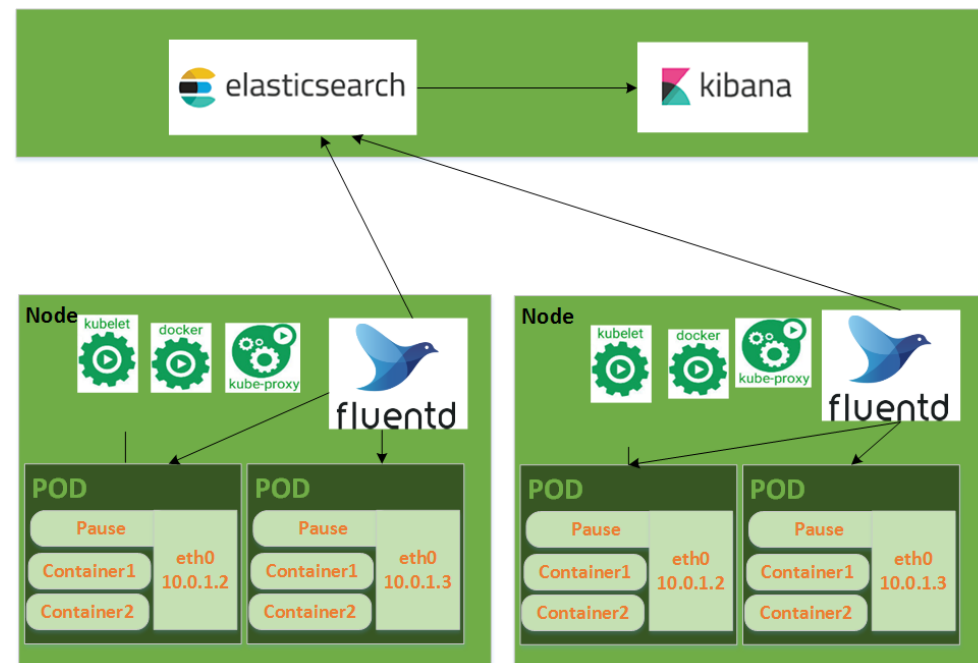 elasticsearch
kibana
Node
kubelet
docker
kube-proxy
fluentd
POD
Pause
Container1
Container2
eth0
10.0.1.2
POD
Pause
Container1
Container2
eth0
10.0.1.3
Node
kubelet
docker
kube-proxy
fluentd
POD
Pause
Container1
Container2
eth0
10.0.1.2
POD
Pause
Container1
Container2
eth0
10.0.1.3